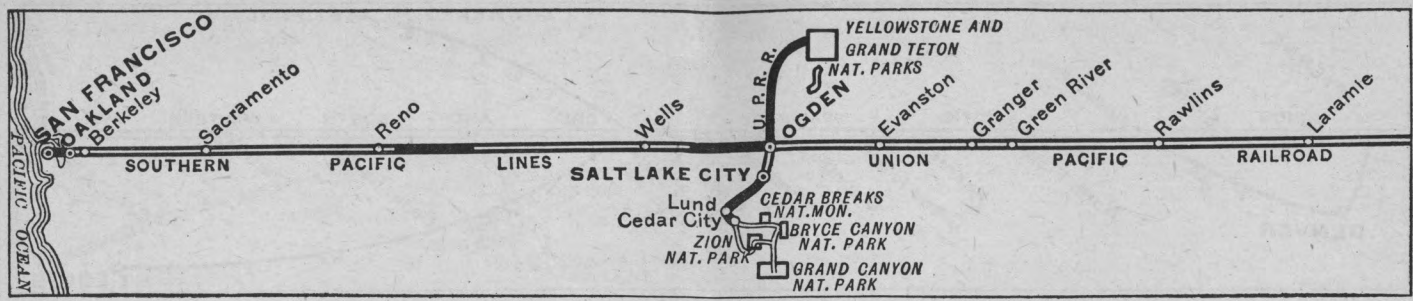 SAN FRANCISCO
OAKLAND
Berkeley
Sacramento
Reno
Wells
U. P. R. R.
OGDEN
YELLOWSTONE AND
GRAND TETON
NAT. PARKS
Evanston
Granger
Green River
Rawlins
Laramie
SOUTHERN PACIFIC LINES
UNION PACIFIC RAILROAD
SALT LAKE CITY
Lund
Cedar City
CEDAR BREAKS
NAT. MON.
BRYCE CANYON
NAT. PARK
ZION
NAT. PARK
GRAND CANYON
NAT. PARK
PACIFIC OCEAN